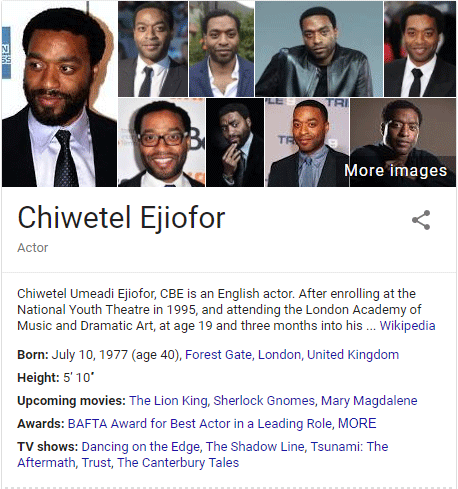 More images
Chiwetel Ejiofor
Actor
Chiwetel Umeadi Ejiofor, CBE is an English actor. After enrolling at the
National Youth Theatre in 1995, and attending the London Academy of
Music and Dramatic Art, at age 19 and three months into his ... Wikipedia
Born: July 10, 1977 (age 40), Forest Gate, London, United Kingdom
Height: 5′ 10″
Upcoming movies: The Lion King, Sherlock Gnomes, Mary Magdalene
Awards: BAFTA Award for Best Actor in a Leading Role, MORE
TV shows: Dancing on the Edge, The Shadow Line, Tsunami: The
Aftermath, Trust, The Canterbury Tales